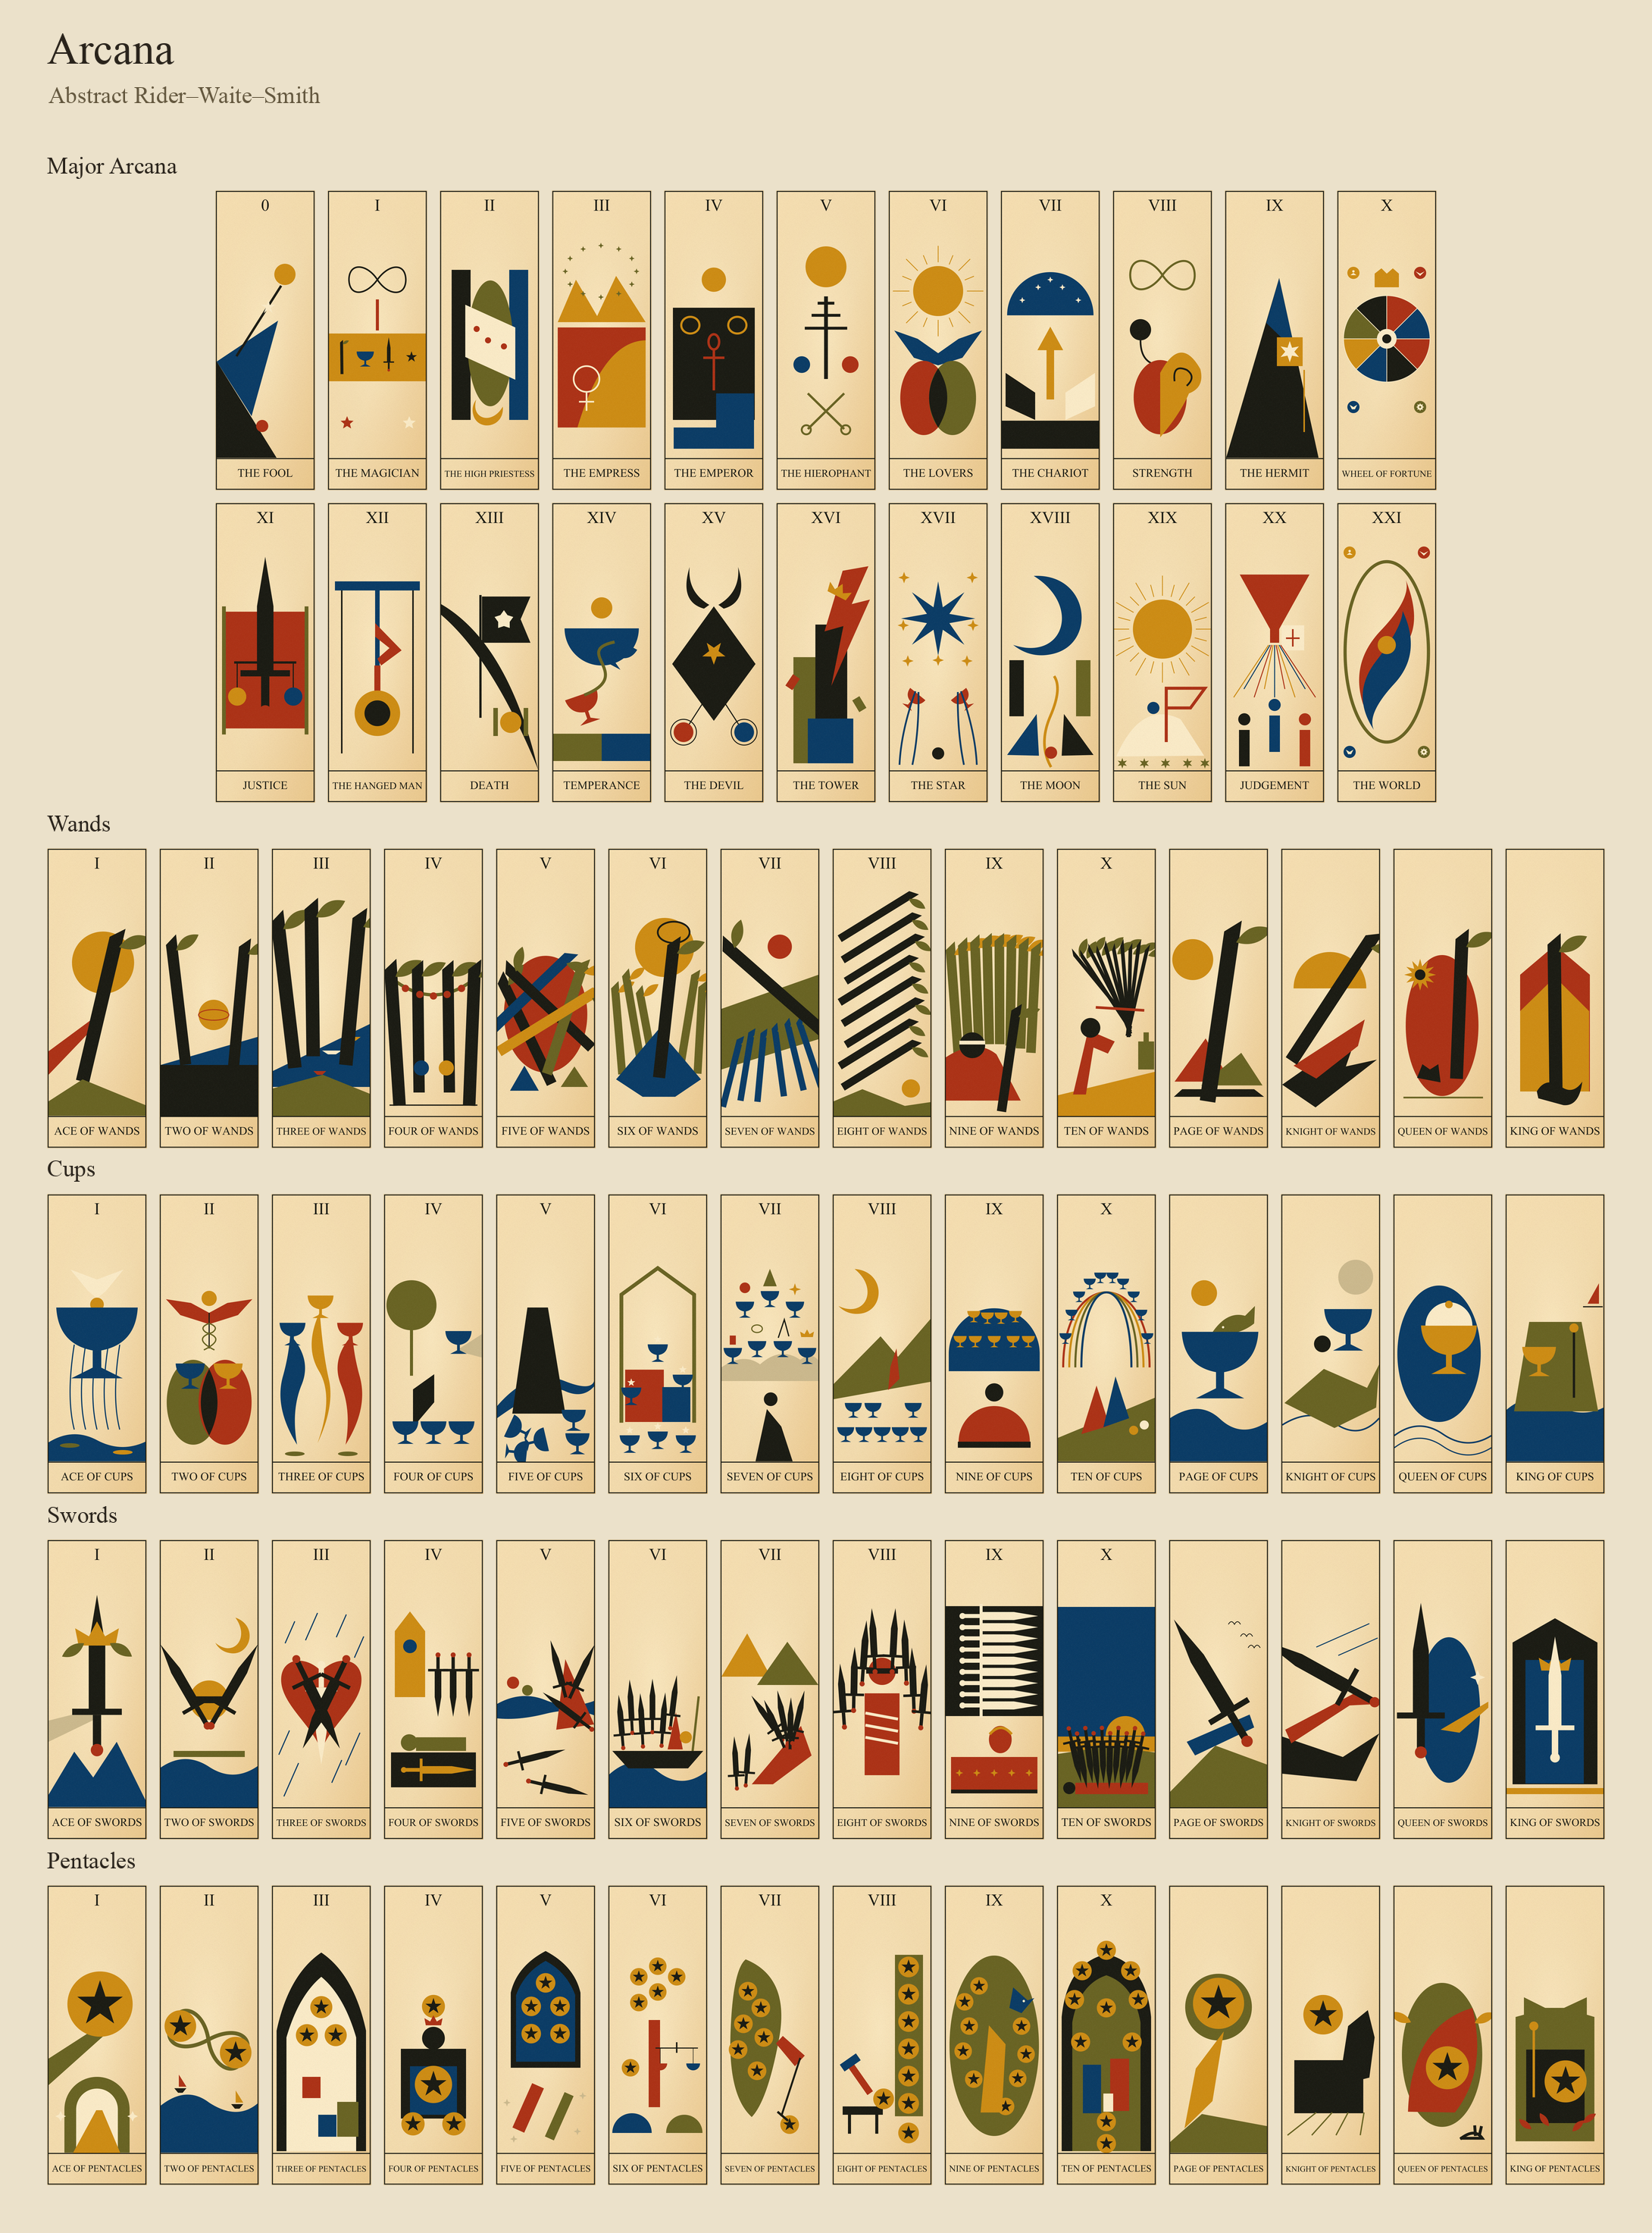 Arcana
Abstract Rider–Waite–Smith
Major Arcana
0 I II III IV V VI VII VIII IX X
THE FOOL THE MAGICIAN THE HIGH PRIESTESS THE EMPRESS THE EMPEROR THE HIEROPHANT THE LOVERS THE CHARIOT STRENGTH THE HERMIT WHEEL OF FORTUNE
XI XII XIII XIV XV XVI XVII XVIII XIX XX XXI
JUSTICE THE HANGED MAN DEATH TEMPERANCE THE DEVIL THE TOWER THE STAR THE MOON THE SUN JUDGEMENT THE WORLD
Wands
I II III IV V VI VII VIII IX X
ACE OF WANDS TWO OF WANDS THREE OF WANDS FOUR OF WANDS FIVE OF WANDS SIX OF WANDS SEVEN OF WANDS EIGHT OF WANDS NINE OF WANDS TEN OF WANDS PAGE OF WANDS KNIGHT OF WANDS QUEEN OF WANDS KING OF WANDS
Cups
I II III IV V VI VII VIII IX X
ACE OF CUPS TWO OF CUPS THREE OF CUPS FOUR OF CUPS FIVE OF CUPS SIX OF CUPS SEVEN OF CUPS EIGHT OF CUPS NINE OF CUPS TEN OF CUPS PAGE OF CUPS KNIGHT OF CUPS QUEEN OF CUPS KING OF CUPS
Swords
I II III IV V VI VII VIII IX X
ACE OF SWORDS TWO OF SWORDS THREE OF SWORDS FOUR OF SWORDS FIVE OF SWORDS SIX OF SWORDS SEVEN OF SWORDS EIGHT OF SWORDS NINE OF SWORDS TEN OF SWORDS PAGE OF SWORDS KNIGHT OF SWORDS QUEEN OF SWORDS KING OF SWORDS
Pentacles
I II III IV V VI VII VIII IX X
ACE OF PENTACLES TWO OF PENTACLES THREE OF PENTACLES FOUR OF PENTACLES FIVE OF PENTACLES SIX OF PENTACLES SEVEN OF PENTACLES EIGHT OF PENTACLES NINE OF PENTACLES TEN OF PENTACLES PAGE OF PENTACLES KNIGHT OF PENTACLES QUEEN OF PENTACLES KING OF PENTACLES